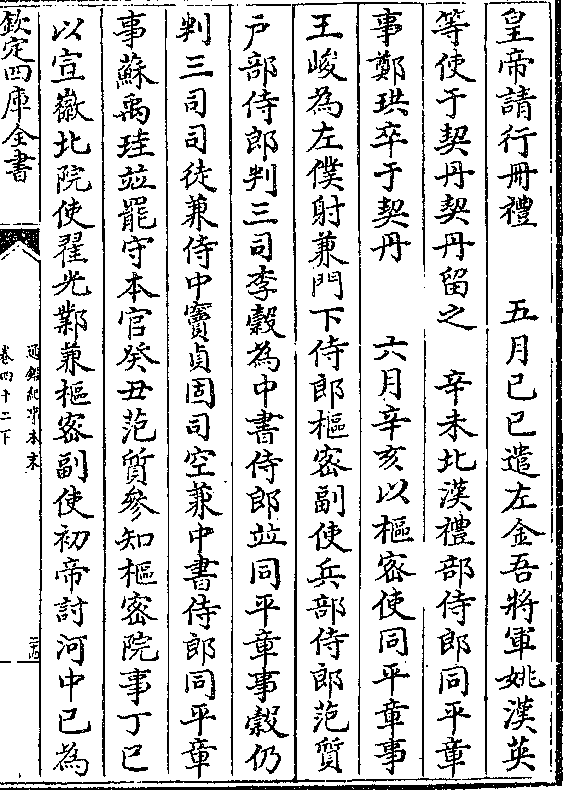 皇帝請行冊禮　五月己巳遣左金吾將軍姚漢英
等使于契丹契丹留之　辛未北漢禮部侍郎同平章
事鄭珙卒于契丹　六月辛亥以樞密使同平章事
王峻為左僕射兼門下侍郎樞密副使兵部侍郎范質
戶部侍郎判三司李穀為中書侍郎並同平章事穀仍
判三司司徒兼侍中竇貞固司空兼中書侍郎同平章
事蘇禹珪並罷守本官癸丑范質參知樞密院事丁巳
以宣徽北院使翟光鄴兼樞密副使初帝討河中已為
欽定四庫全書
通鑑紀事本末
卷四十二下